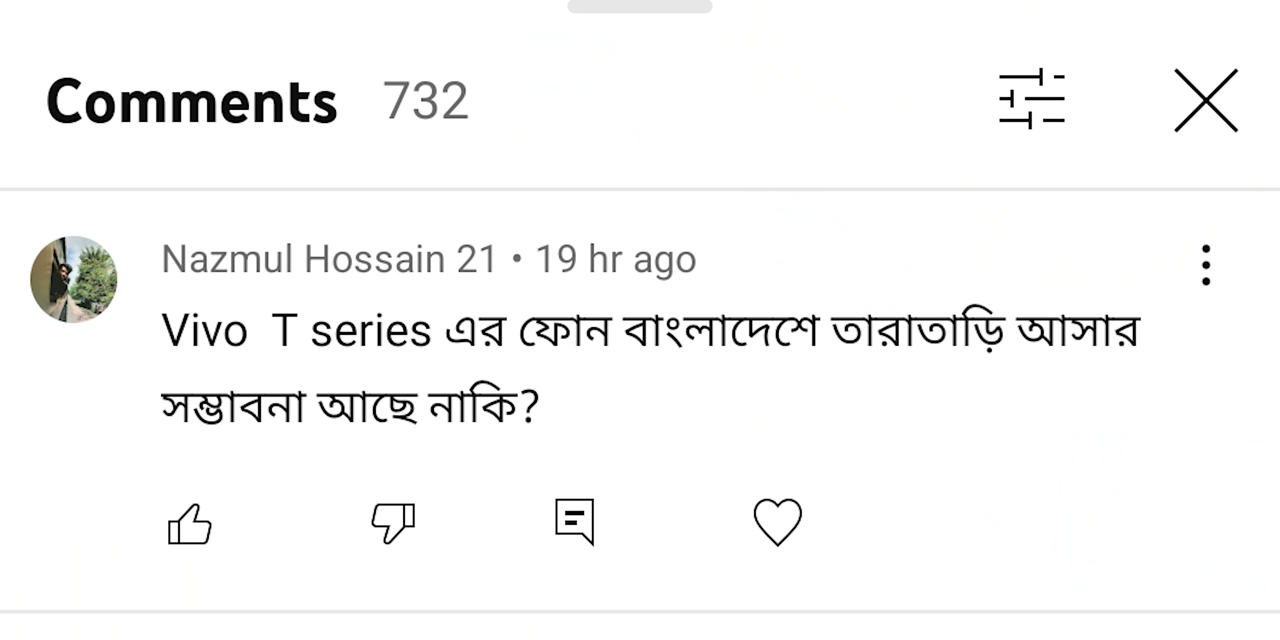 Comments 732
Nazmul Hossain 21 • 19 hr ago
Vivo T series এর ফোন বাংলাদেশে তারাতাড়ি আসার
সম্ভাবনা আছে নাকি?